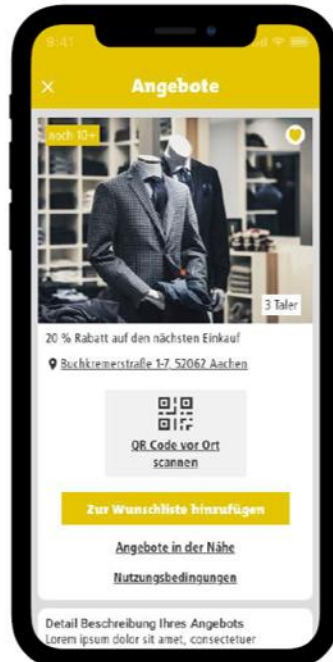 9:41
Angebote
noch 10+
3 Taler
20 % Rabatt auf den nächsten Einkauf
Buchkremerstraße 1-7, 52062 Aachen
QR Code vor Ort
scannen
Zur Wunschliste hinzufügen
Angebote in der Nähe
Nutzungsbedingungen
Detail Beschreibung Ihres Angebots
Lorem ipsum dolor sit amet, consectetuer